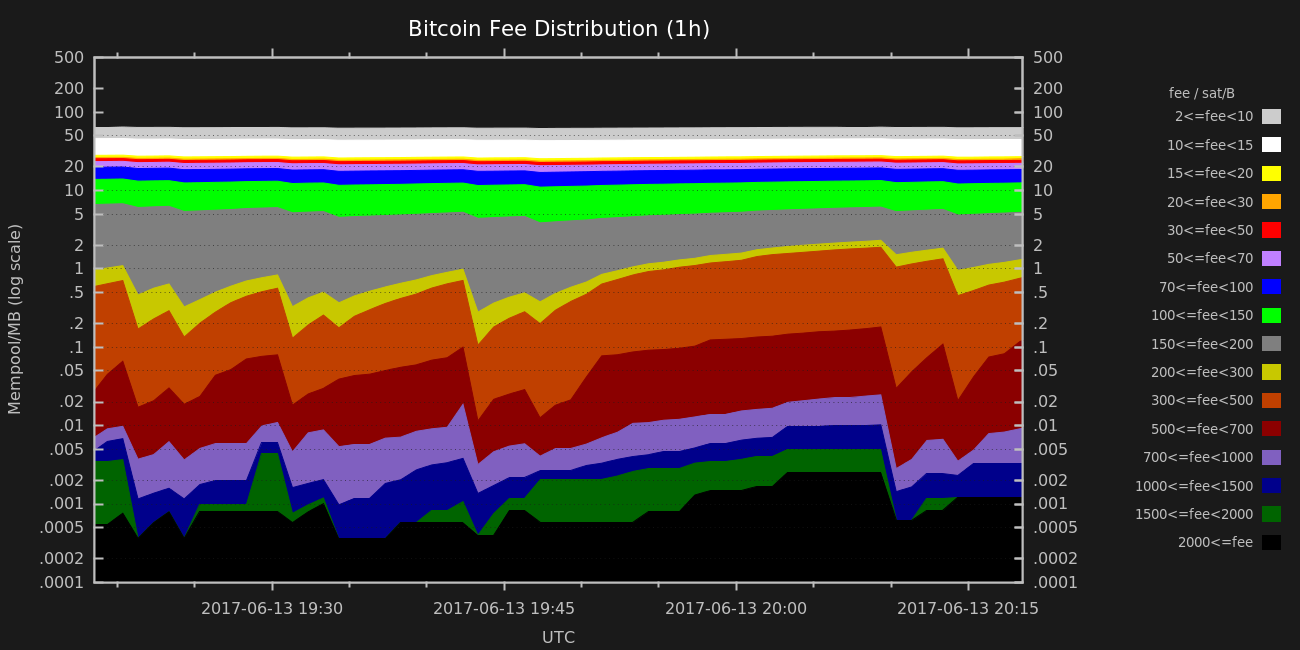 Bitcoin Fee Distribution (1h)
Mempool/MB (log scale)
500
200
100
50
20
10
5
2
1
.5
.2
.1
.05
.02
.01
.005
.002
.001
.0005
.0002
.0001
500
200
100
50
20
10
5
2
1
.5
.2
.1
.05
.02
.01
.005
.002
.001
.0005
.0002
.0001
2017-06-13 19:30
2017-06-13 19:45
2017-06-13 20:00
2017-06-13 20:15
UTC
fee / sat/B
2<=fee<10
10<=fee<15
15<=fee<20
20<=fee<30
30<=fee<50
50<=fee<70
70<=fee<100
100<=fee<150
150<=fee<200
200<=fee<300
300<=fee<500
500<=fee<700
700<=fee<1000
1000<=fee<1500
1500<=fee<2000
2000<=fee